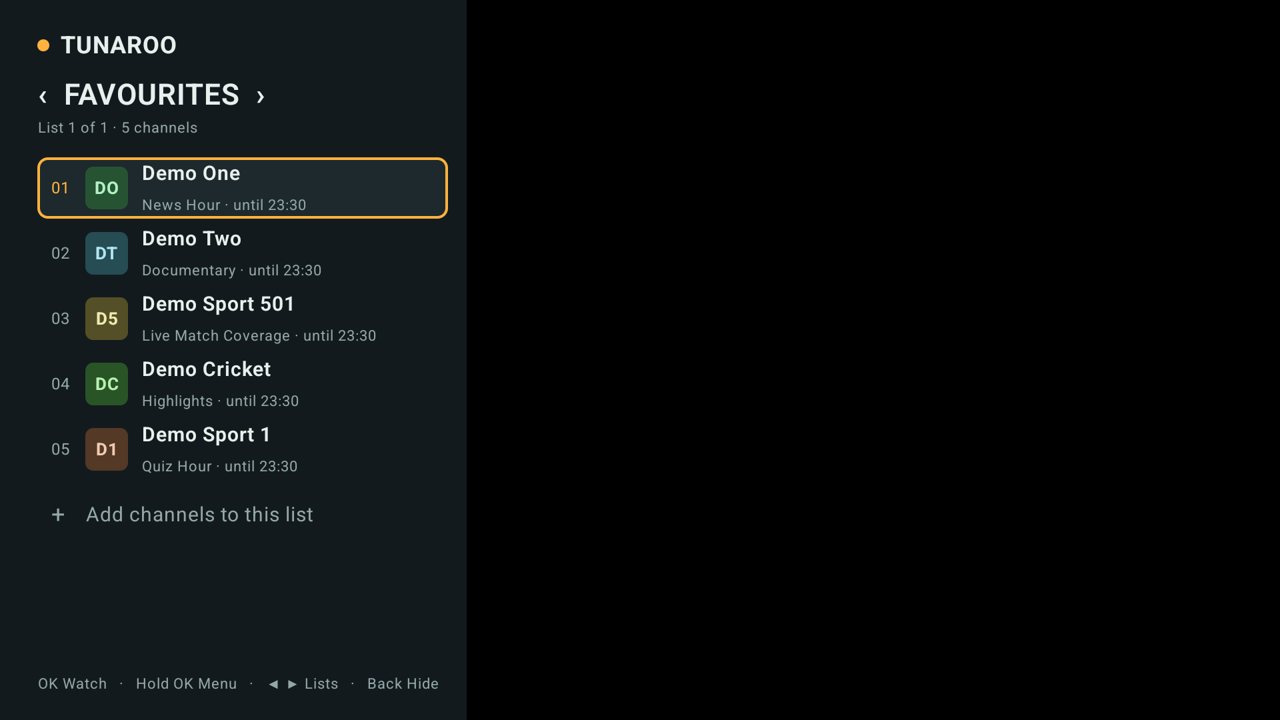 TUNAROO
‹ FAVOURITES ›
List 1 of 1 · 5 channels
01 DO Demo One
News Hour · until 23:30
02 DT Demo Two
Documentary · until 23:30
03 D5 Demo Sport 501
Live Match Coverage · until 23:30
04 DC Demo Cricket
Highlights · until 23:30
05 D1 Demo Sport 1
Quiz Hour · until 23:30
+ Add channels to this list
OK Watch · Hold OK Menu · ◄ ► Lists · Back Hide